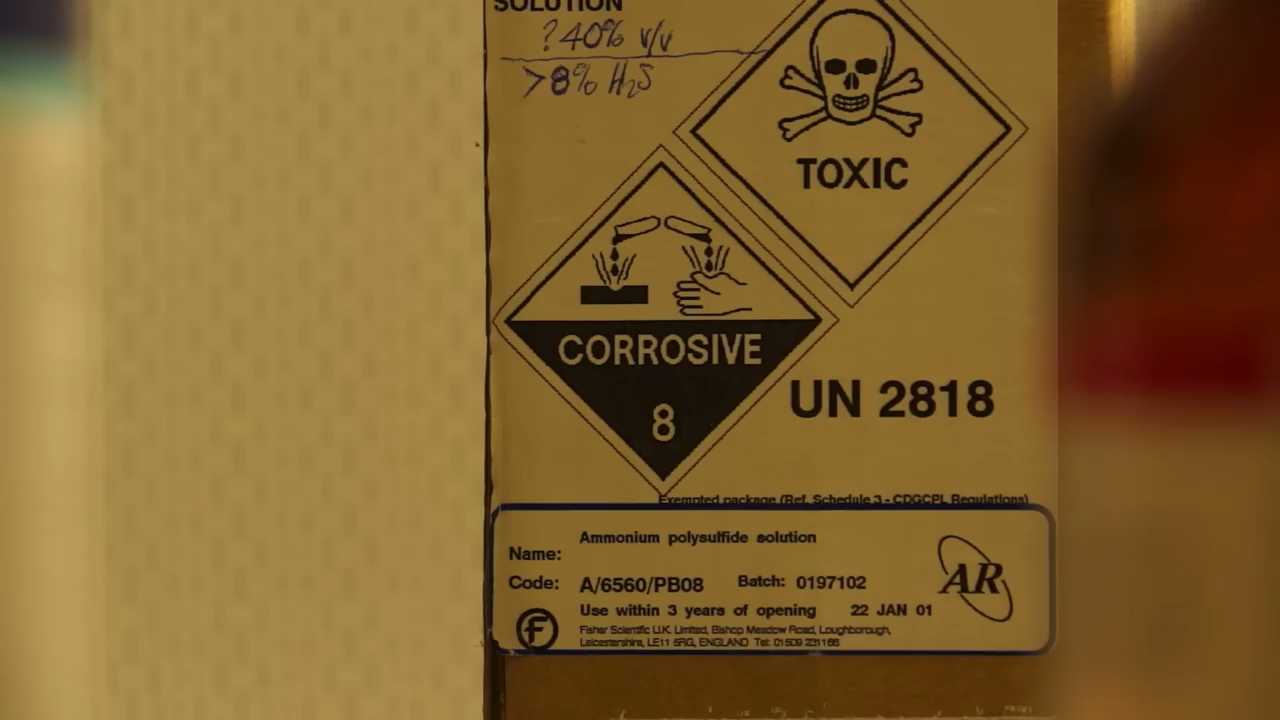 SOLUTION
? 40% v/v
>8% H₂S
TOXIC
CORROSIVE
8
UN 2818
Exempted package (Ref. Schedule 3 - CDGCPL Regulations)
Name: Ammonium polysulfide solution
Code: A/6560/PB08 Batch: 0197102
AR
Use within 3 years of opening 22 JAN 01
F
Fisher Scientific U.K. Limited, Bishop Meadow Road, Loughborough,
Leicestershire, LE11 5RG, ENGLAND Tel: 01509 231166